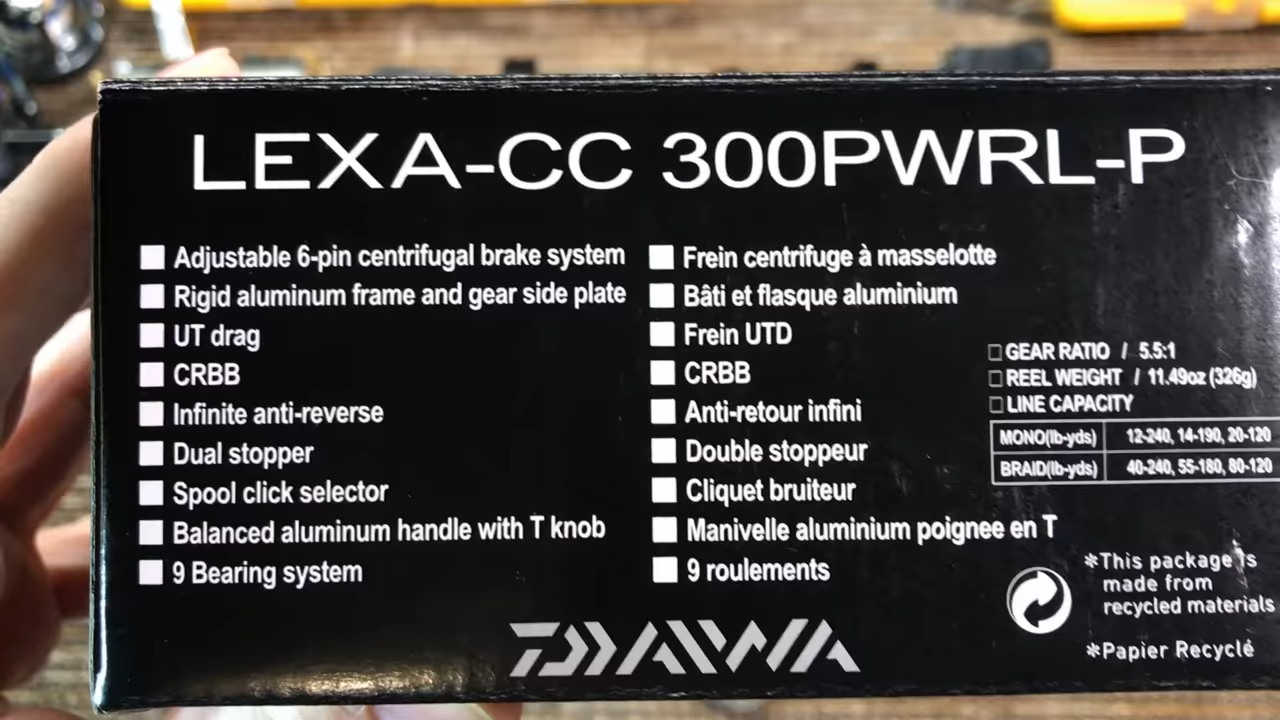 LEXA-CC 300PWRL-P
Adjustable 6-pin centrifugal brake system
Rigid aluminum frame and gear side plate
UT drag
CRBB
Infinite anti-reverse
Dual stopper
Spool click selector
Balanced aluminum handle with T knob
9 Bearing system
Frein centrifuge à masselotte
Bâti et flasque aluminium
Frein UTD
CRBB
Anti-retour infini
Double stoppeur
Cliquet bruiteur
Manivelle aluminium poignee en T
9 roulements
GEAR RATIO / 5.5:1
REEL WEIGHT / 11.49oz (326g)
LINE CAPACITY
MONO(lb-yds) 12-240, 14-190, 20-120
BRAID(lb-yds) 40-240, 55-180, 80-120
*This package is
made from
recycled materials
*Papier Recyclé
DAIWA